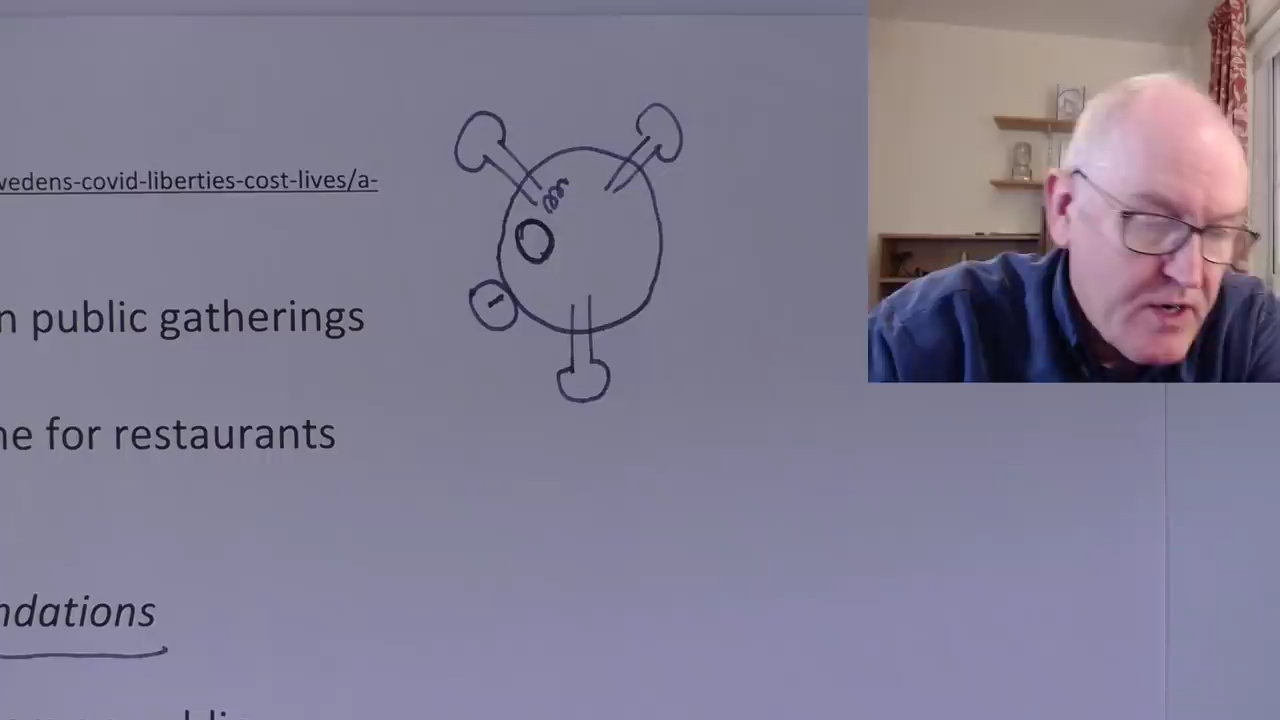 vedens-covid-liberties-cost-lives/a-
n public gatherings
ne for restaurants
ndations